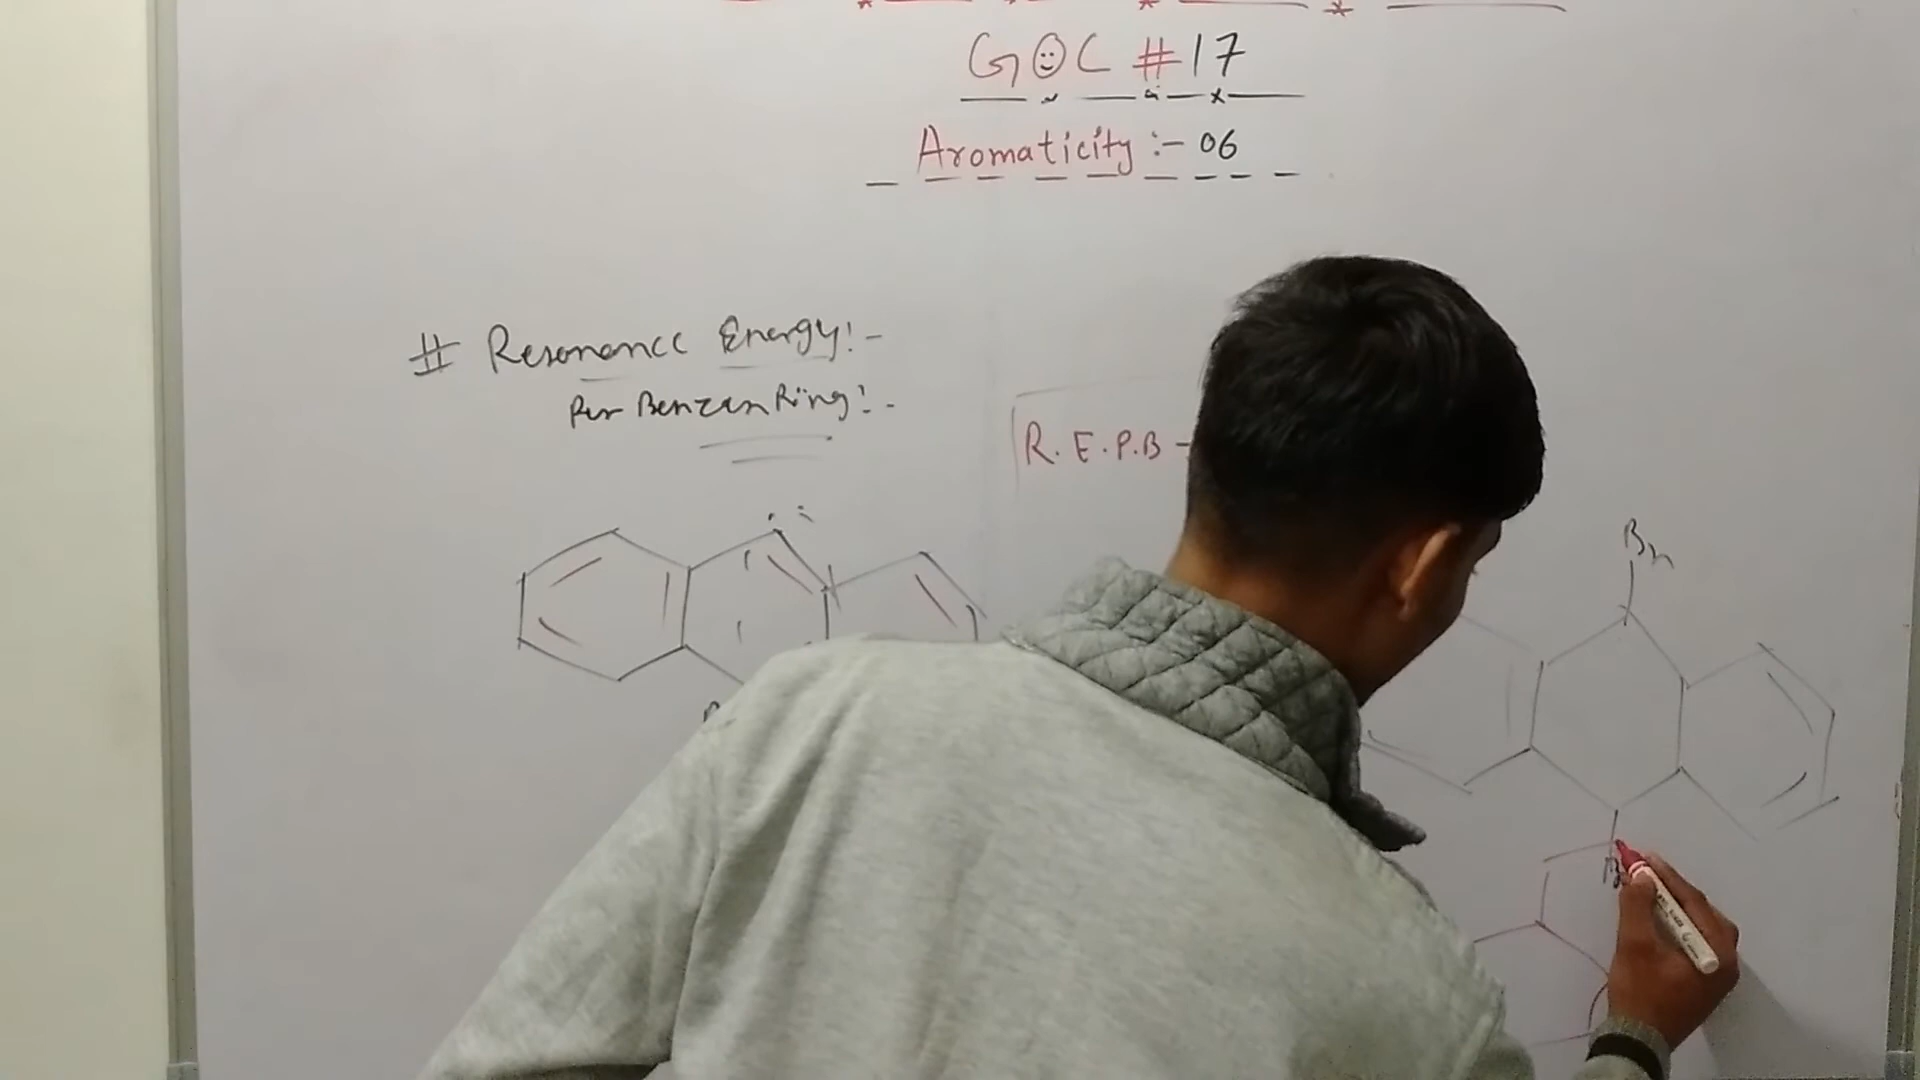 GOC #17
Aromaticity :- 06
# Resonance Energy :-
Per Benzen Ring :-
R.E.P.B -
Br